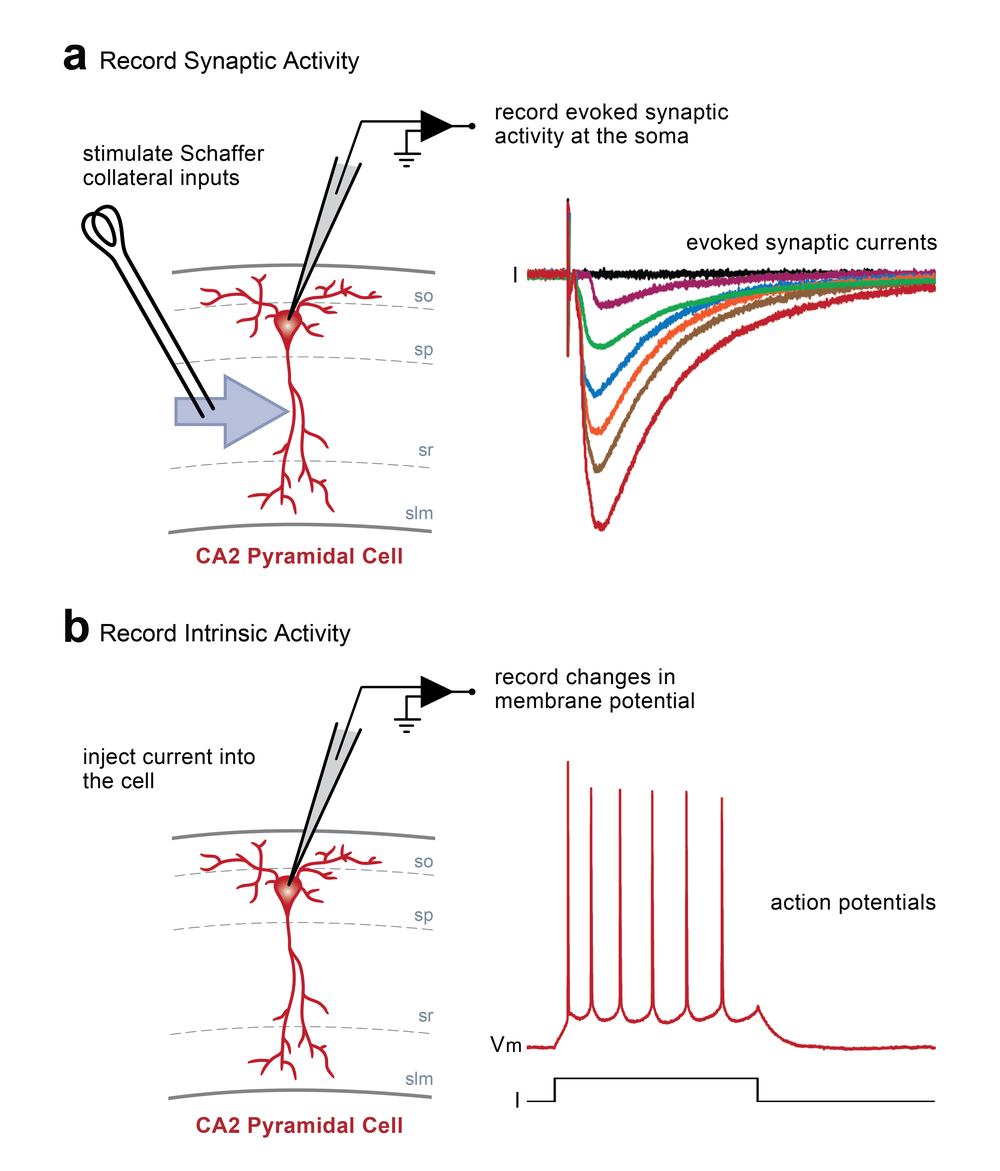 a Record Synaptic Activity
record evoked synaptic
activity at the soma
stimulate Schaffer
collateral inputs
evoked synaptic currents
I
so
sp
sr
slm
CA2 Pyramidal Cell
b Record Intrinsic Activity
record changes in
membrane potential
inject current into
the cell
so
sp
sr
slm
action potentials
Vm
I
CA2 Pyramidal Cell